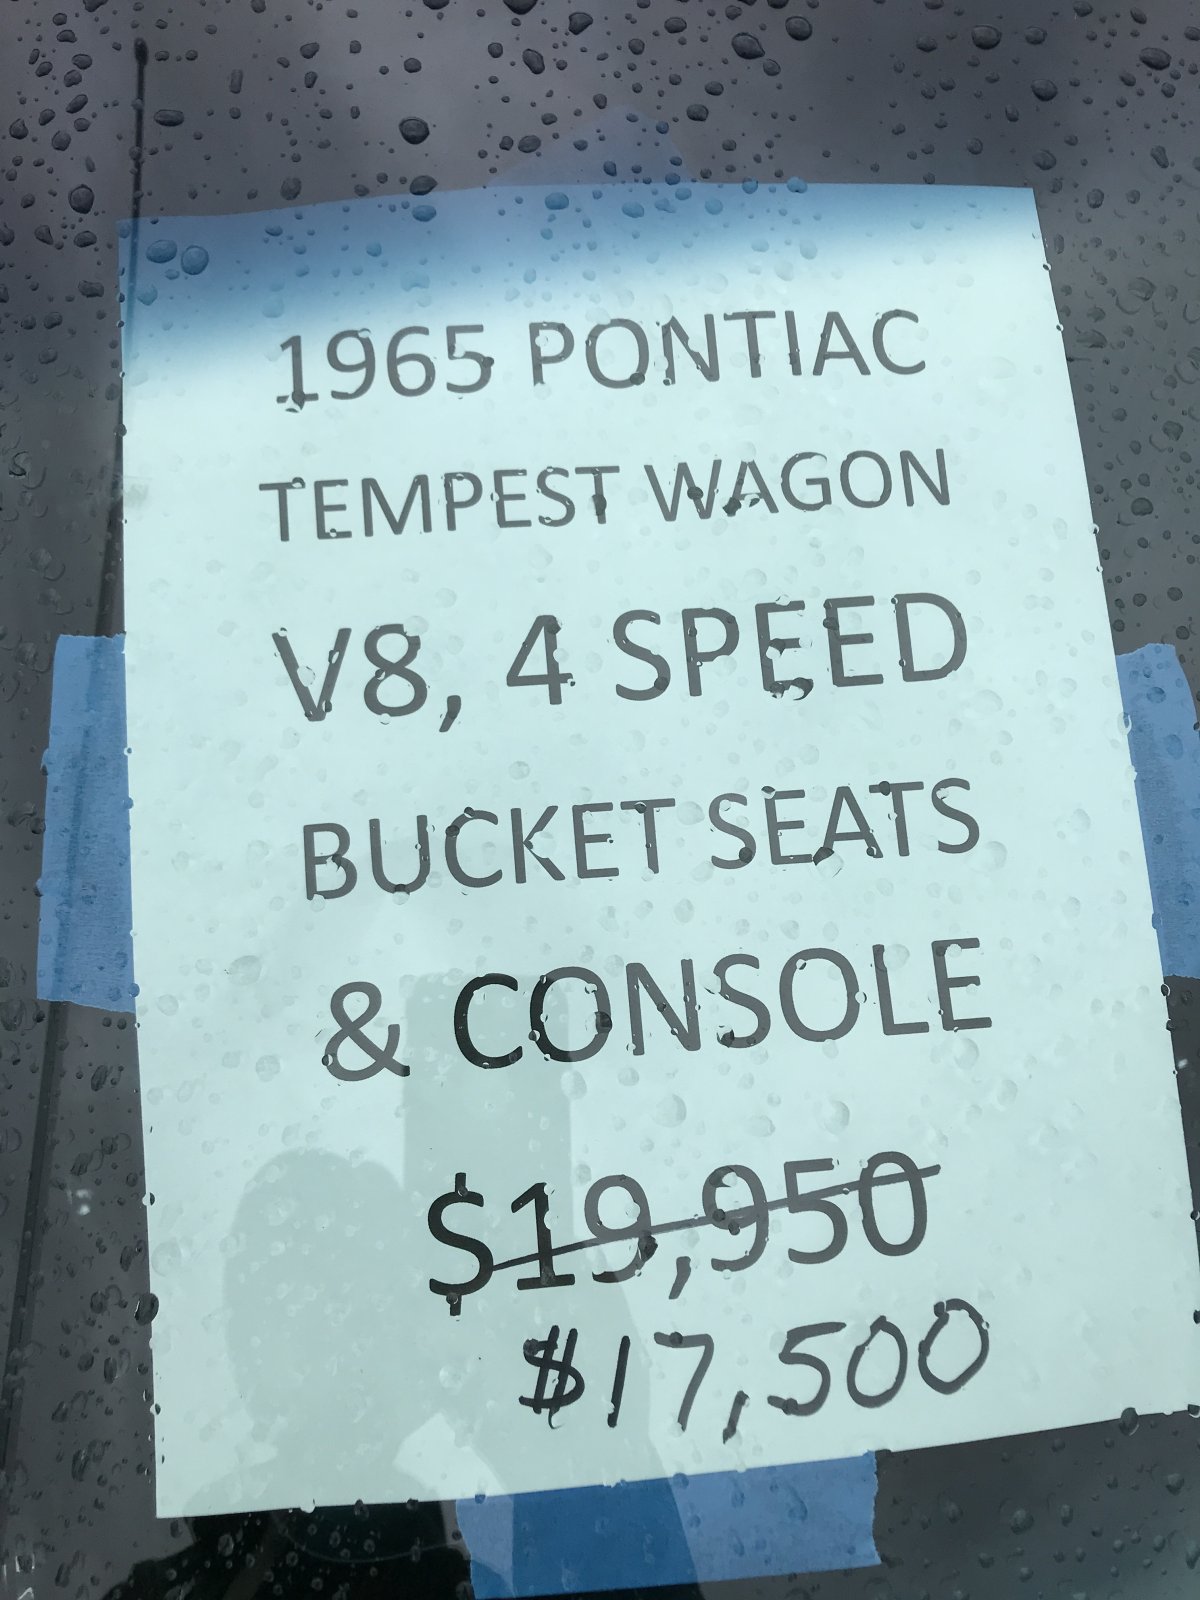 1965 PONTIAC
TEMPEST WAGON
V8, 4 SPEED
BUCKET SEATS
& CONSOLE
$19,950
$17,500